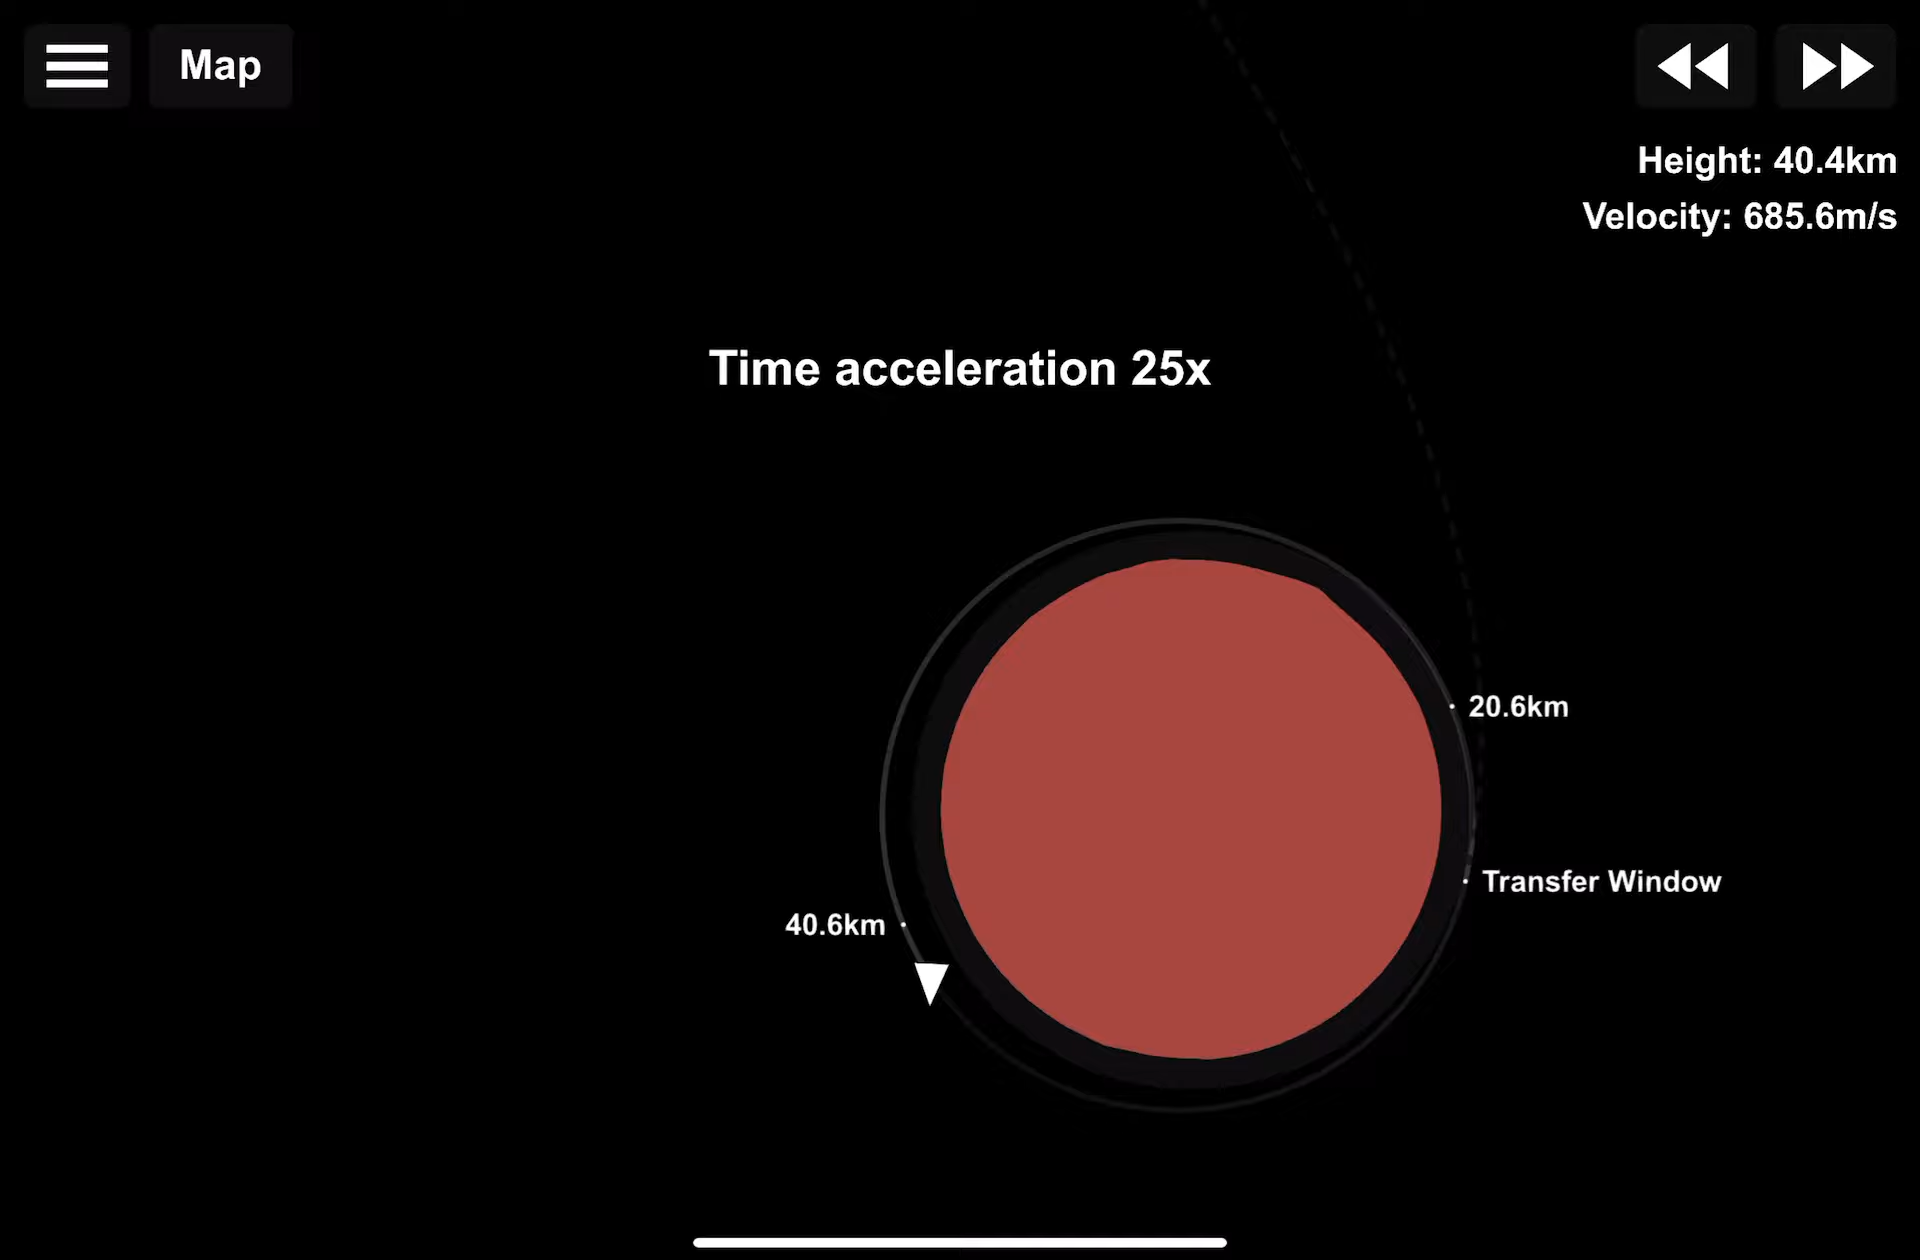 Map
Height: 40.4km
Velocity: 685.6m/s
Time acceleration 25x
20.6km
Transfer Window
40.6km